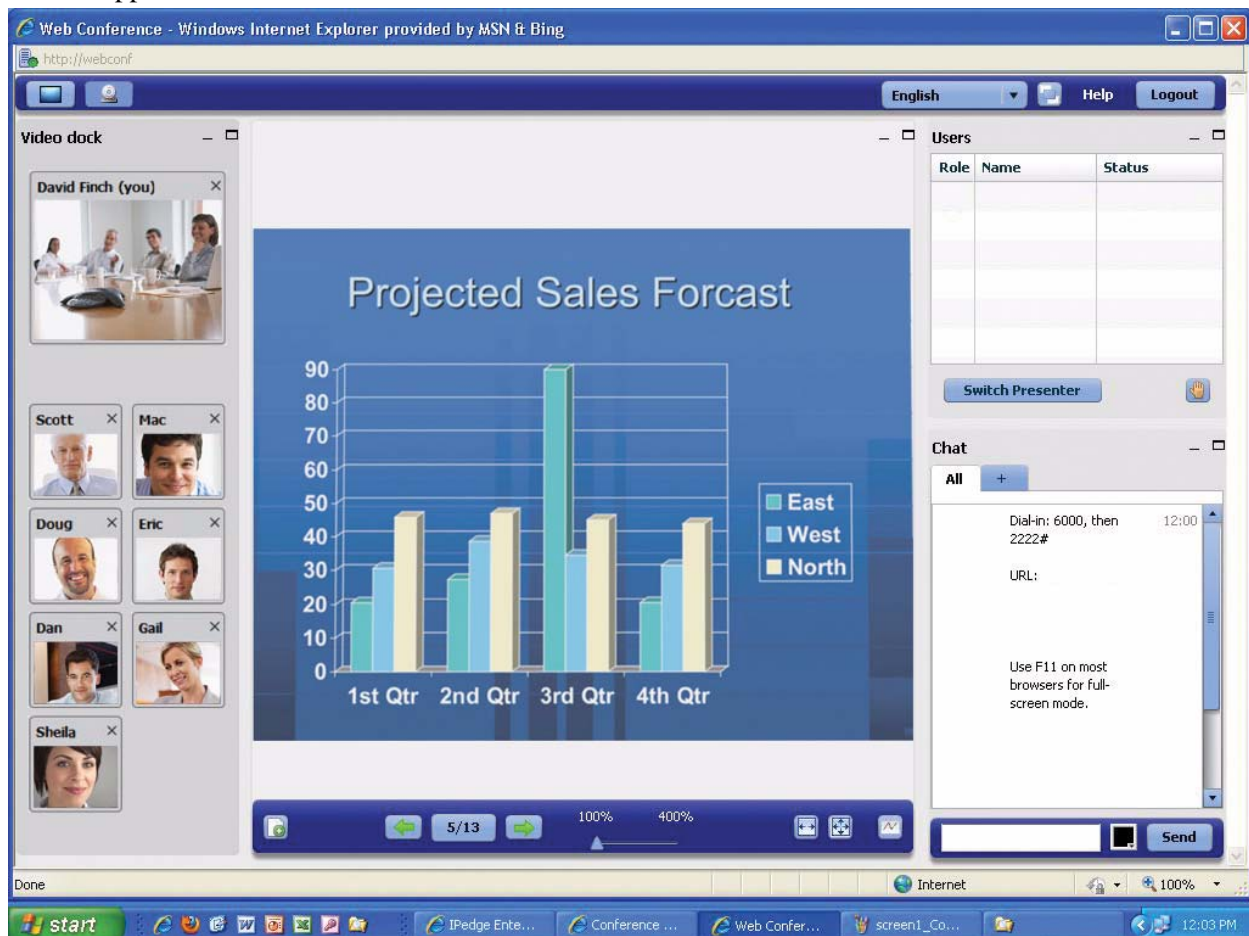 Web Conference - Windows Internet Explorer provided by MSN & Bing
http://webconf
English
Help
Logout
Video dock
David Finch (you)
Scott
Mac
Doug
Eric
Dan
Gail
Sheila
Projected Sales Forcast
90
80
70
60
50
40
30
20
10
0
1st Qtr 2nd Qtr 3rd Qtr 4th Qtr
East
West
North
5/13
100% 400%
Users
Role Name Status
Switch Presenter
Chat
All +
Dial-in: 6000, then 12:00
2222#
URL:
Use F11 on most
browsers for full-
screen mode.
Send
Done
Internet
100%
start
IPedge Ente...
Conference ...
Web Confer...
screen1_Co...
12:03 PM